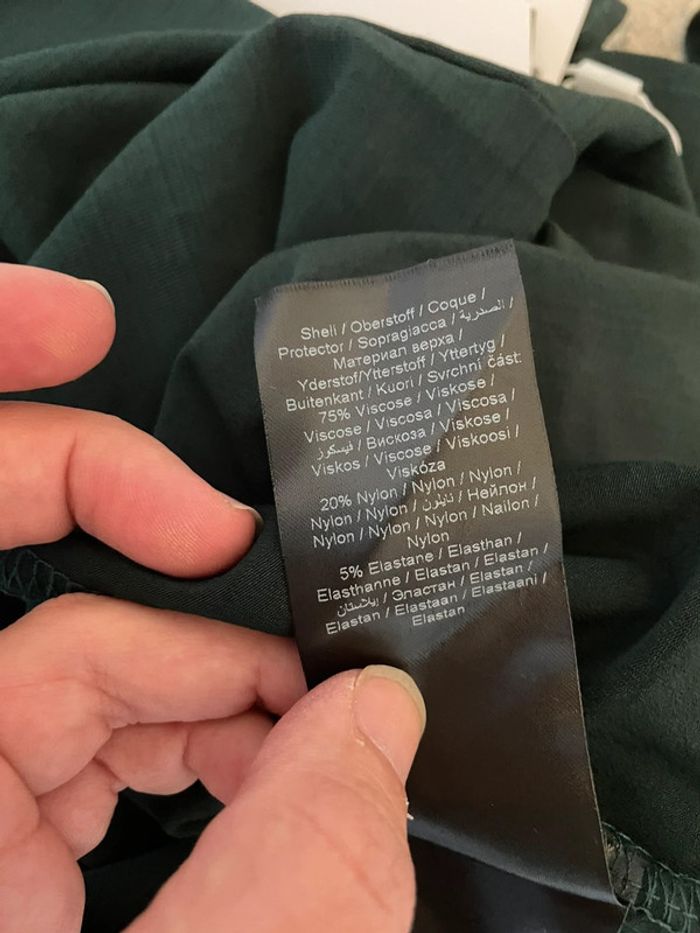 Shell / Oberstoff / Coque /
Protector / Sopragiacca / الصدرية /
Материал верха /
Yderstof/Ytterstoff / Yttertyg /
Buitenkant / Kuori / Svrchní část:
75% Viscose / Viskose /
Viscose / Viscosa / Viscosa /
فيسكوز / Вискоза / Viskose /
Viskos / Viscose / Viskoosi /
Viskóza
20% Nylon / Nylon / Nylon /
Nylon / Nylon / نايلون / Нейлон /
Nylon / Nylon / Nylon / Nailon /
Nylon
5% Elastane / Elasthan /
Elasthanne / Elastan / Elastan /
إيلاستان / Эластан / Elastan /
Elastan / Elastaan / Elastaani /
Elastan